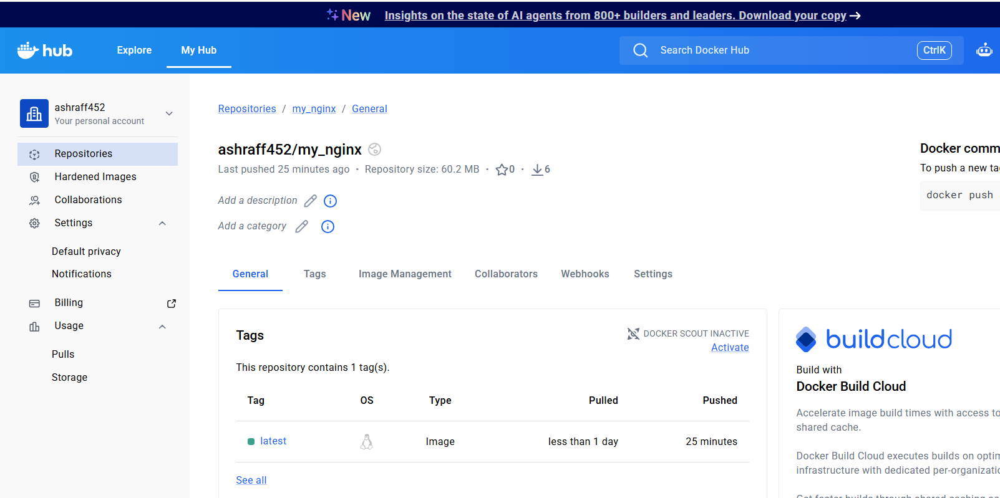 New Insights on the state of AI agents from 800+ builders and leaders. Download your copy →
hub Explore My Hub Search Docker Hub CtrlK
ashraff452
Your personal account
Repositories
Hardened Images
Collaborations
Settings
Default privacy
Notifications
Billing
Usage
Pulls
Storage
Repositories / my_nginx / General
ashraff452/my_nginx
Last pushed 25 minutes ago • Repository size: 60.2 MB • 0 • 6
Add a description
Add a category
Docker comm
To push a new ta
docker push
General Tags Image Management Collaborators Webhooks Settings
Tags
DOCKER SCOUT INACTIVE
Activate
This repository contains 1 tag(s).
Tag OS Type Pulled Pushed
latest Image less than 1 day 25 minutes
See all
buildcloud
Build with
Docker Build Cloud
Accelerate image build times with access to
shared cache.
Docker Build Cloud executes builds on optim
infrastructure with dedicated per-organizatio